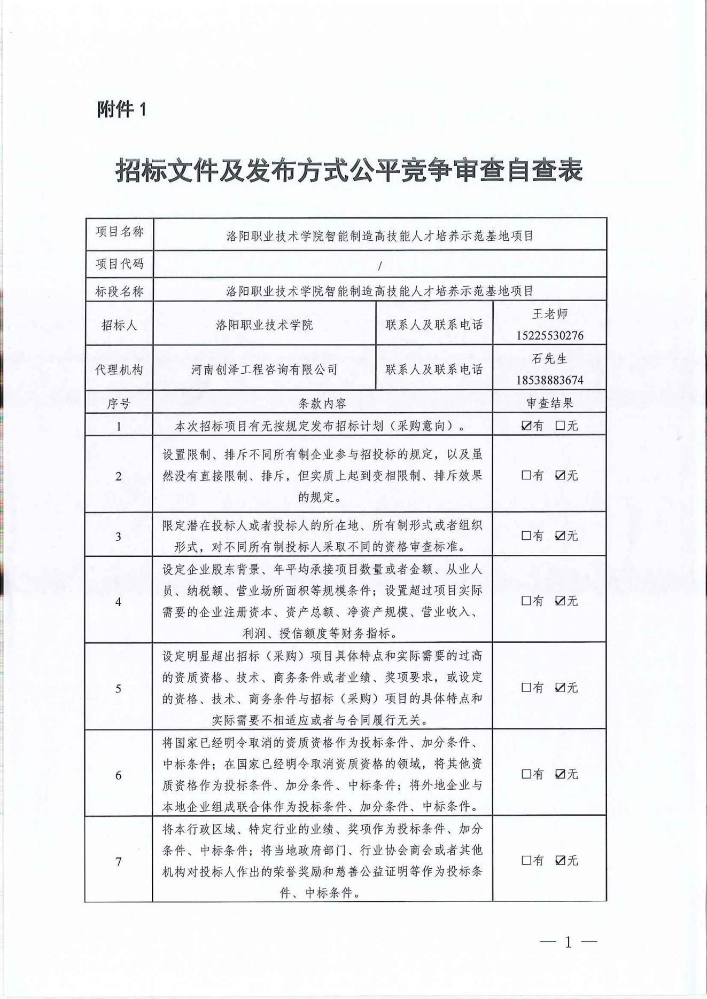 附件1
招标文件及发布方式公平竞争审查自查表
项目名称 洛阳职业技术学院智能制造高技能人才培养示范基地项目
项目代码 /
标段名称 洛阳职业技术学院智能制造高技能人才培养示范基地项目
招标人 洛阳职业技术学院 联系人及联系电话 王老师
15225530276
代理机构 河南创泽工程咨询有限公司 联系人及联系电话 石先生
18538883674
序号 条款内容 审查结果
1 本次招标项目有无按规定发布招标计划（采购意向）。 ☑有 □无
设置限制、排斥不同所有制企业参与招投标的规定，以及虽
2 然没有直接限制、排斥，但实质上起到变相限制、排斥效果 □有 ☑无
的规定。
限定潜在投标人或者投标人的所在地、所有制形式或者组织
3 形式，对不同所有制投标人采取不同的资格审查标准。 □有 ☑无
设定企业股东背景、年平均承接项目数量或者金额、从业人
员、纳税额、营业场所面积等规模条件；设置超过项目实际
4 需要的企业注册资本、资产总额、净资产规模、营业收入、 □有 ☑无
利润、授信额度等财务指标。
设定明显超出招标（采购）项目具体特点和实际需要的过高
的资质资格、技术、商务条件或者业绩、奖项要求，或设定
5 的资格、技术、商务条件与招标（采购）项目的具体特点和 □有 ☑无
实际需要不相适应或者与合同履行无关。
将国家已经明令取消的资质资格作为投标条件、加分条件、
中标条件；在国家已经明令取消资质资格的领域，将其他资
6 质资格作为投标条件、加分条件、中标条件；将外地企业与 □有 ☑无
本地企业组成联合体作为投标条件、加分条件、中标条件。
将本行政区域、特定行业的业绩、奖项作为投标条件、加分
条件、中标条件；将当地政府部门、行业协会商会或者其他
7 机构对投标人作出的荣誉奖励和慈善公益证明等作为投标条 □有 ☑无
件、中标条件。
— 1 —